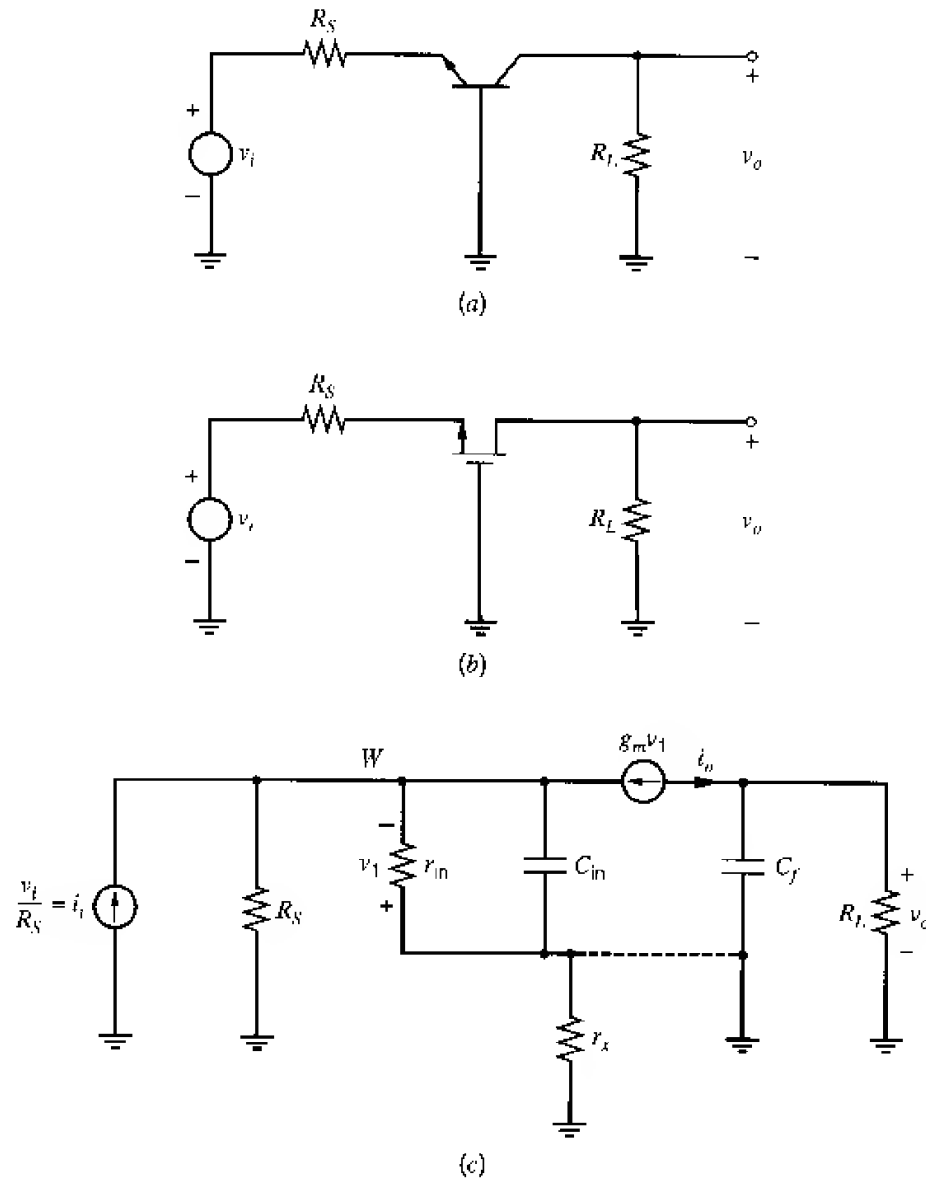 R_S
+
v_i
−
R_L
+
v_o
−
(a)
R_S
+
v_i
−
R_L
+
v_o
−
(b)
W
g_m v_1
i_o
v_i / R_S = i_i
R_S
−
v_1
+
r_in
C_in
C_f
R_L
+
v_o
−
r_x
(c)